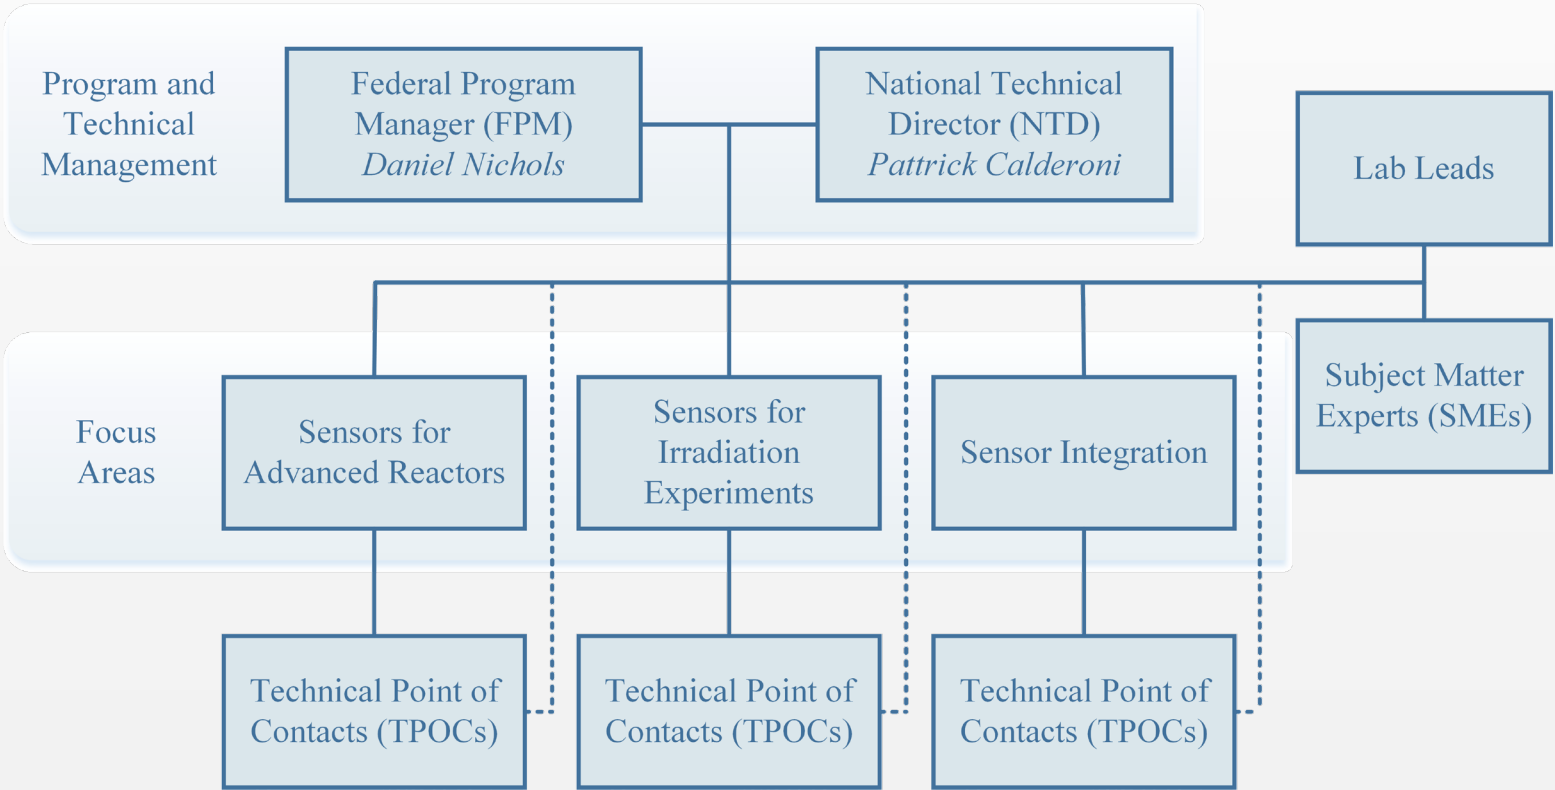 Program and
Technical
Management
Federal Program
Manager (FPM)
Daniel Nichols
National Technical
Director (NTD)
Pattrick Calderoni
Lab Leads
Subject Matter
Experts (SMEs)
Focus
Areas
Sensors for
Advanced Reactors
Sensors for
Irradiation
Experiments
Sensor Integration
Technical Point of
Contacts (TPOCs)
Technical Point of
Contacts (TPOCs)
Technical Point of
Contacts (TPOCs)